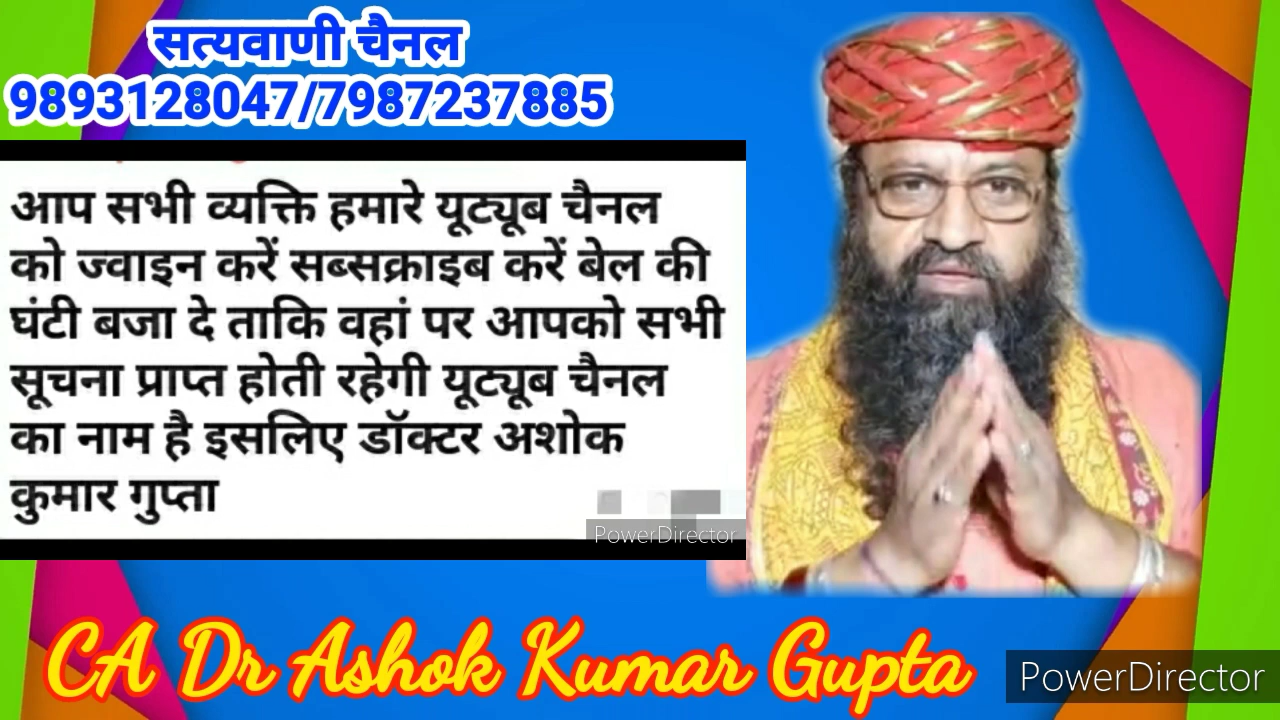 सत्यवाणी चैनल
9893128047/7987237885
आप सभी व्यक्ति हमारे यूट्यूब चैनल
को ज्वाइन करें सब्सक्राइब करें बेल की
घंटी बजा दे ताकि वहां पर आपको सभी
सूचना प्राप्त होती रहेगी यूट्यूब चैनल
का नाम है इसलिए डॉक्टर अशोक
कुमार गुप्ता
PowerDirector
CA Dr Ashok Kumar Gupta
PowerDirector